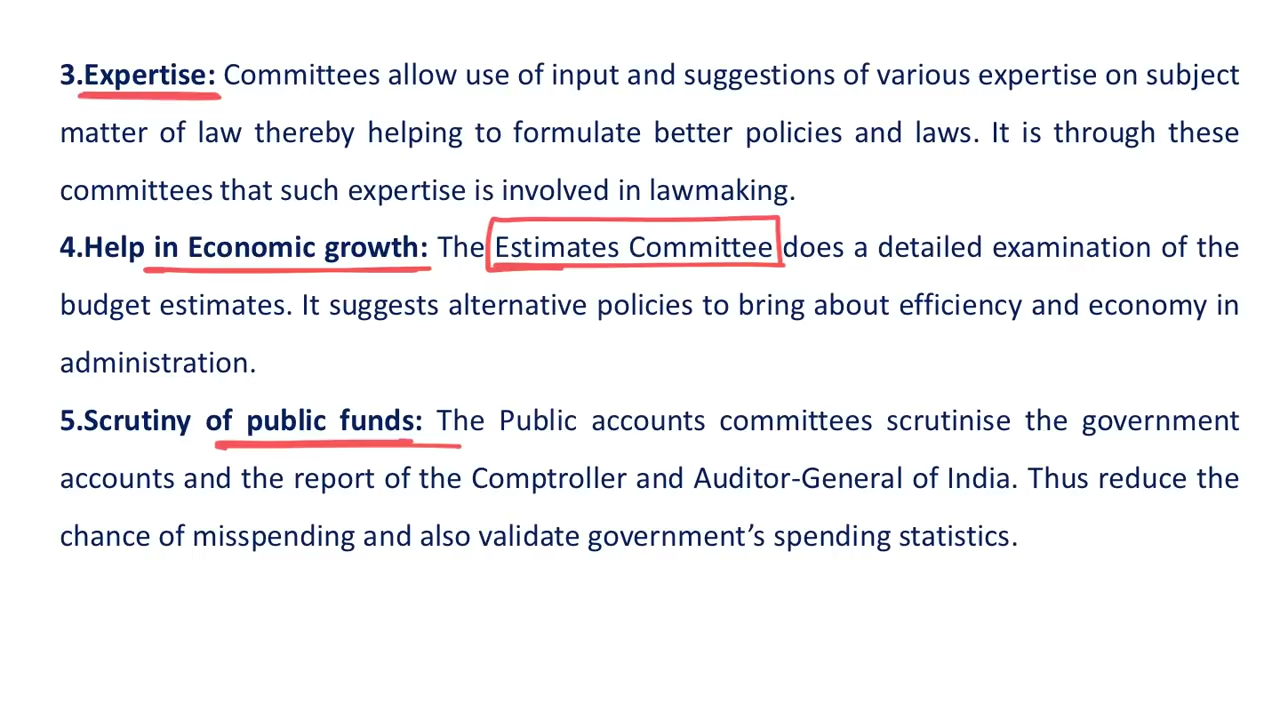 3.Expertise: Committees allow use of input and suggestions of various expertise on subject
matter of law thereby helping to formulate better policies and laws. It is through these
committees that such expertise is involved in lawmaking.
4.Help in Economic growth: The Estimates Committee does a detailed examination of the
budget estimates. It suggests alternative policies to bring about efficiency and economy in
administration.
5.Scrutiny of public funds: The Public accounts committees scrutinise the government
accounts and the report of the Comptroller and Auditor-General of India. Thus reduce the
chance of misspending and also validate government’s spending statistics.